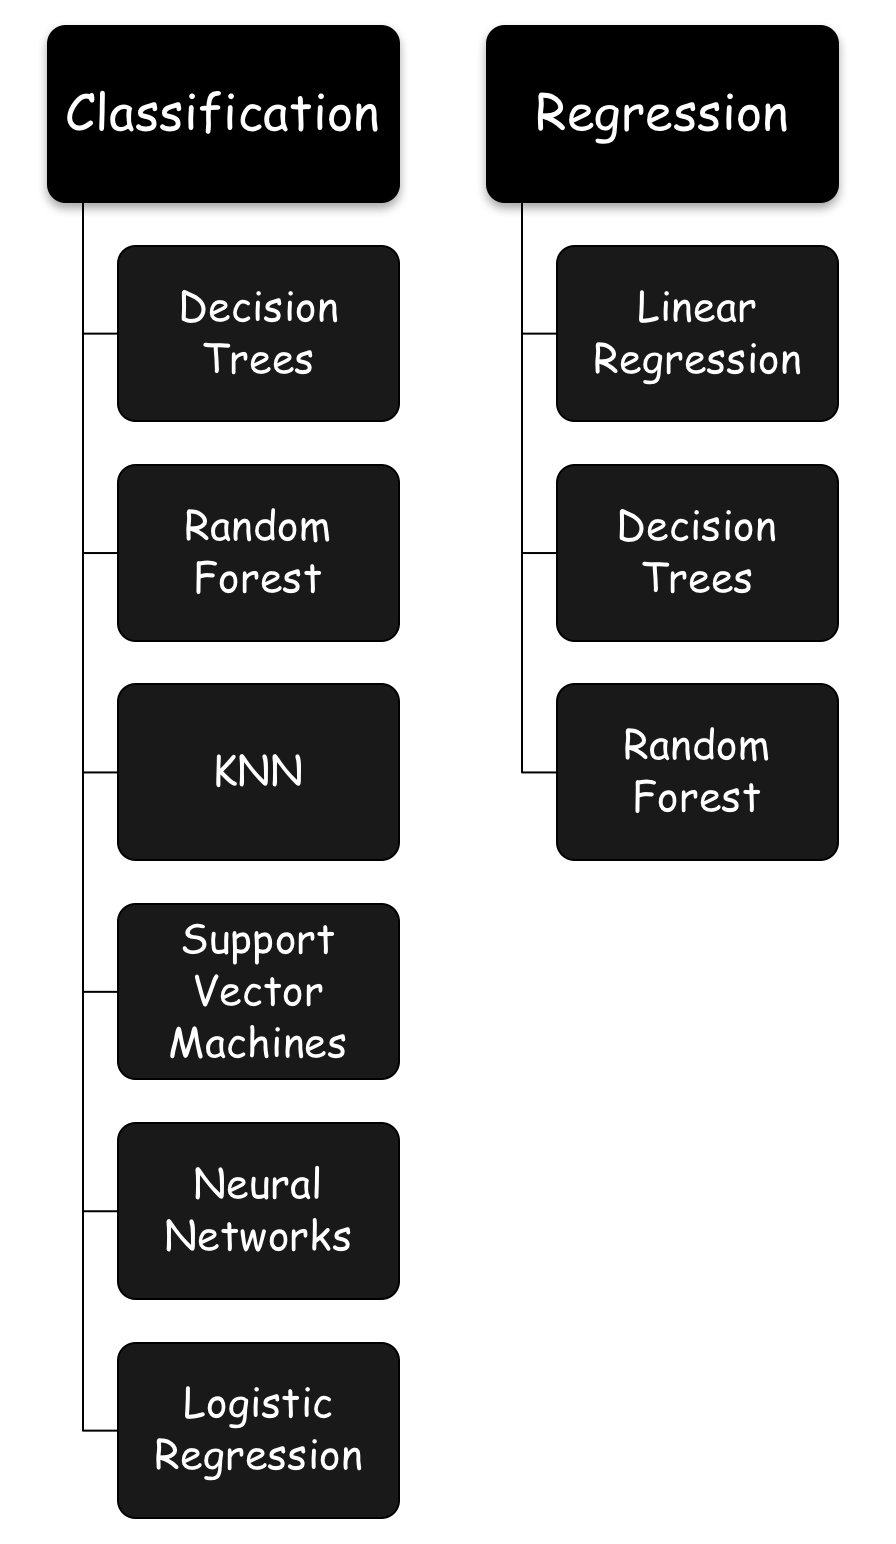 Classification
Decision
Trees
Random
Forest
KNN
Support
Vector
Machines
Neural
Networks
Logistic
Regression
Regression
Linear
Regression
Decision
Trees
Random
Forest